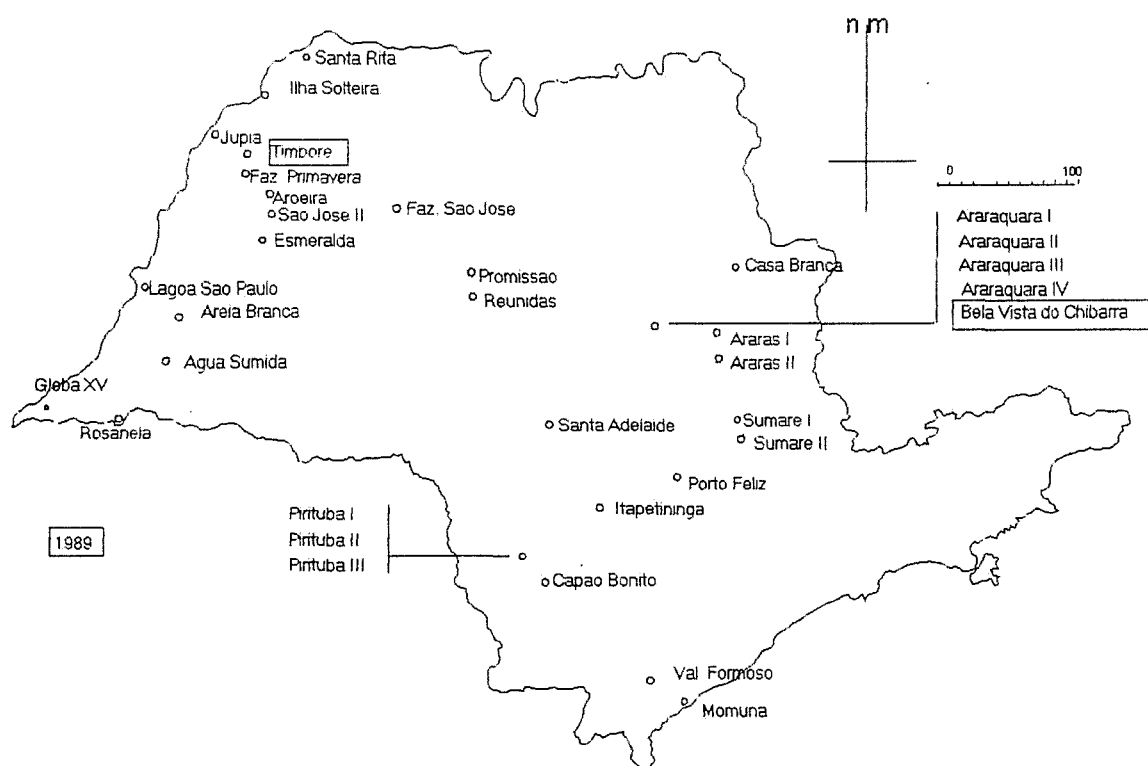 n m
Santa Rita
Ilha Solteira
Jupia
Timbore
Faz Primavera
Aroeira
Sao Jose II
Faz. Sao Jose
Esmeralda
0 100
Araraquara I
Araraquara II
Araraquara III
Araraquara IV
Bela Vista do Chibarra
Casa Branca
Promissao
Reunidas
Lagoa Sao Paulo
Areia Branca
Araras I
Araras II
Agua Sumida
Gleba XV
Rosaneia
Santa Adelaide
Sumare I
Sumare II
Porto Feliz
Itapetininga
Pirituba I
Pirituba II
Pirituba III
1989
Capao Bonito
Val Formoso
Momuna